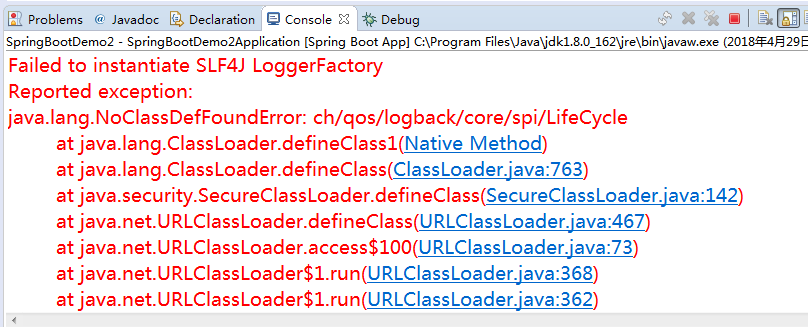 Problems @ Javadoc Declaration Console Debug
SpringBootDemo2 - SpringBootDemo2Application [Spring Boot App] C:\Program Files\Java\jdk1.8.0_162\jre\bin\javaw.exe (2018年4月29日
Failed to instantiate SLF4J LoggerFactory
Reported exception:
java.lang.NoClassDefFoundError: ch/qos/logback/core/spi/LifeCycle
at java.lang.ClassLoader.defineClass1(Native Method)
at java.lang.ClassLoader.defineClass(ClassLoader.java:763)
at java.security.SecureClassLoader.defineClass(SecureClassLoader.java:142)
at java.net.URLClassLoader.defineClass(URLClassLoader.java:467)
at java.net.URLClassLoader.access$100(URLClassLoader.java:73)
at java.net.URLClassLoader$1.run(URLClassLoader.java:368)
at java.net.URLClassLoader$1.run(URLClassLoader.java:362)